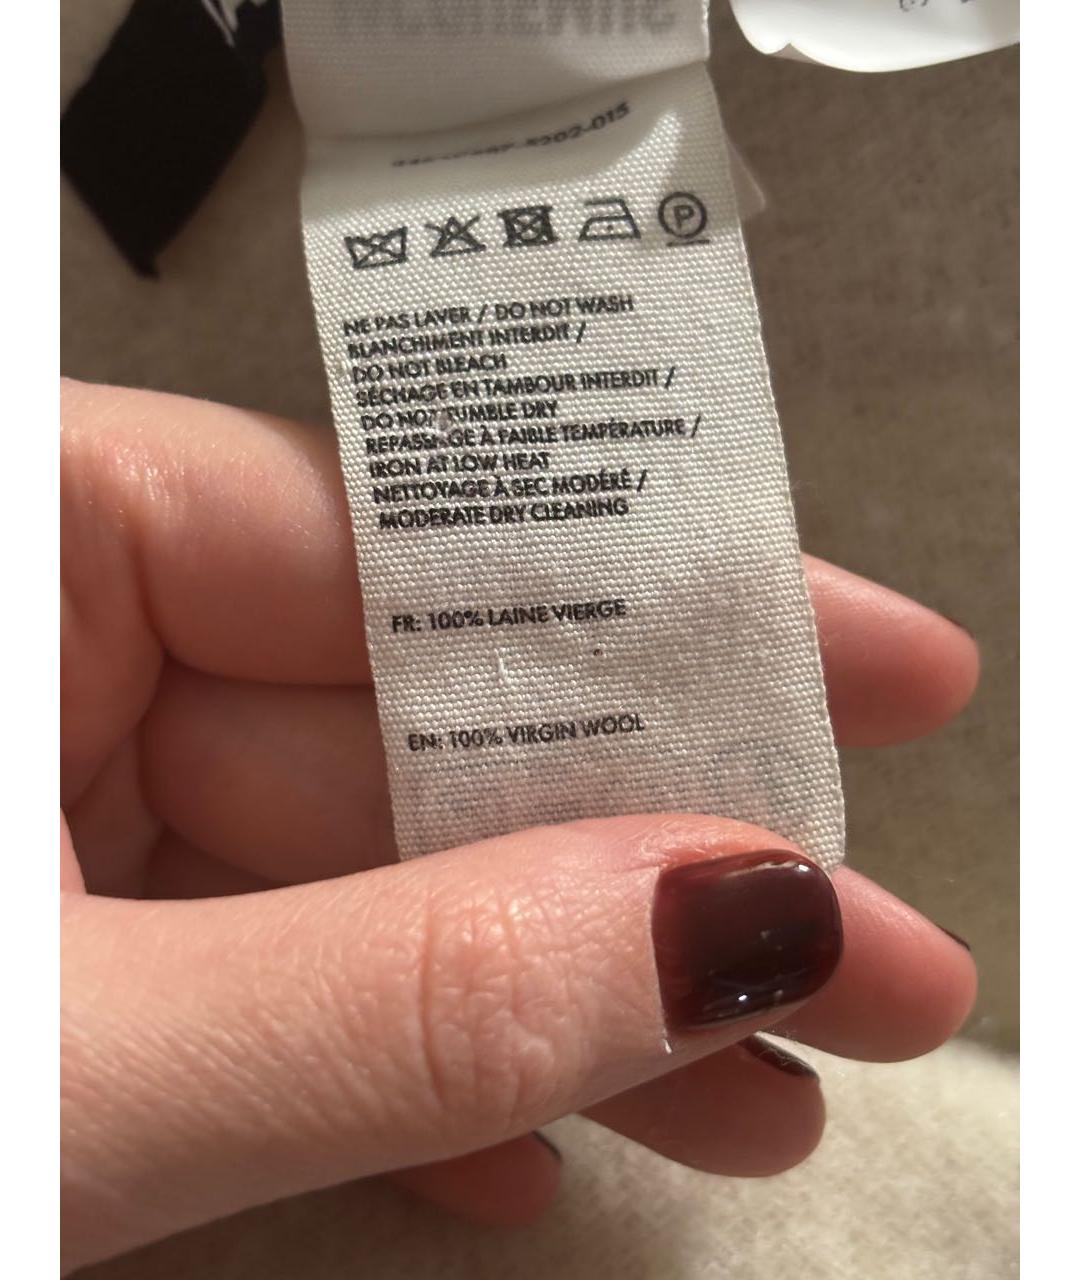 5202-015
P
NE PAS LAVER / DO NOT WASH
BLANCHIMENT INTERDIT /
DO NOT BLEACH
SÉCHAGE EN TAMBOUR INTERDIT /
DO NOT TUMBLE DRY
REPASSAGE À FAIBLE TEMPÉRATURE /
IRON AT LOW HEAT
NETTOYAGE À SEC MODÉRÉ /
MODERATE DRY CLEANING
FR: 100% LAINE VIERGE
EN: 100% VIRGIN WOOL